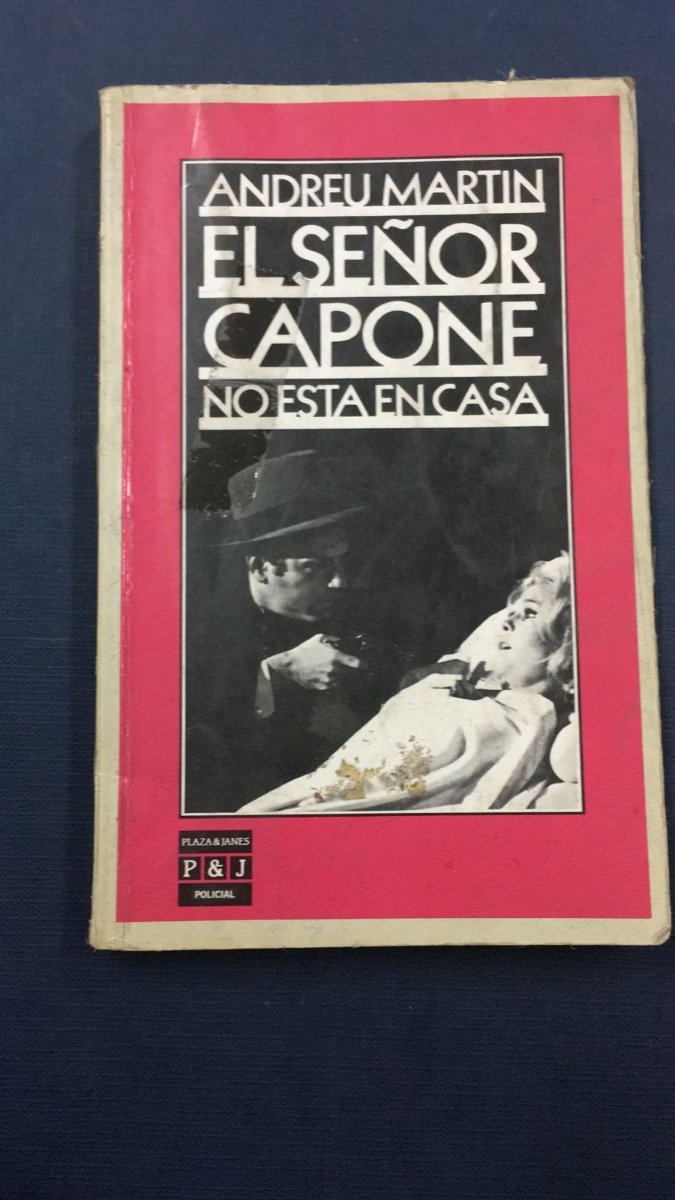 ANDREU MARTIN
EL SEÑOR
CAPONE
NO ESTA EN CASA
PLAZA & JANES
P & J
POLICIAL